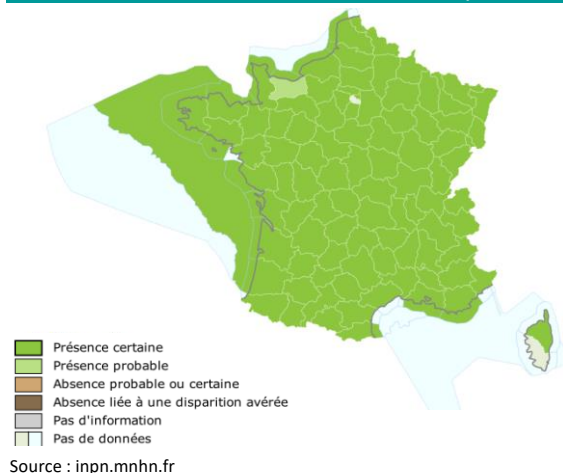 Présence certaine
Présence probable
Absence probable ou certaine
Absence liée à une disparition avérée
Pas d'information
Pas de données
Source : inpn.mnhn.fr